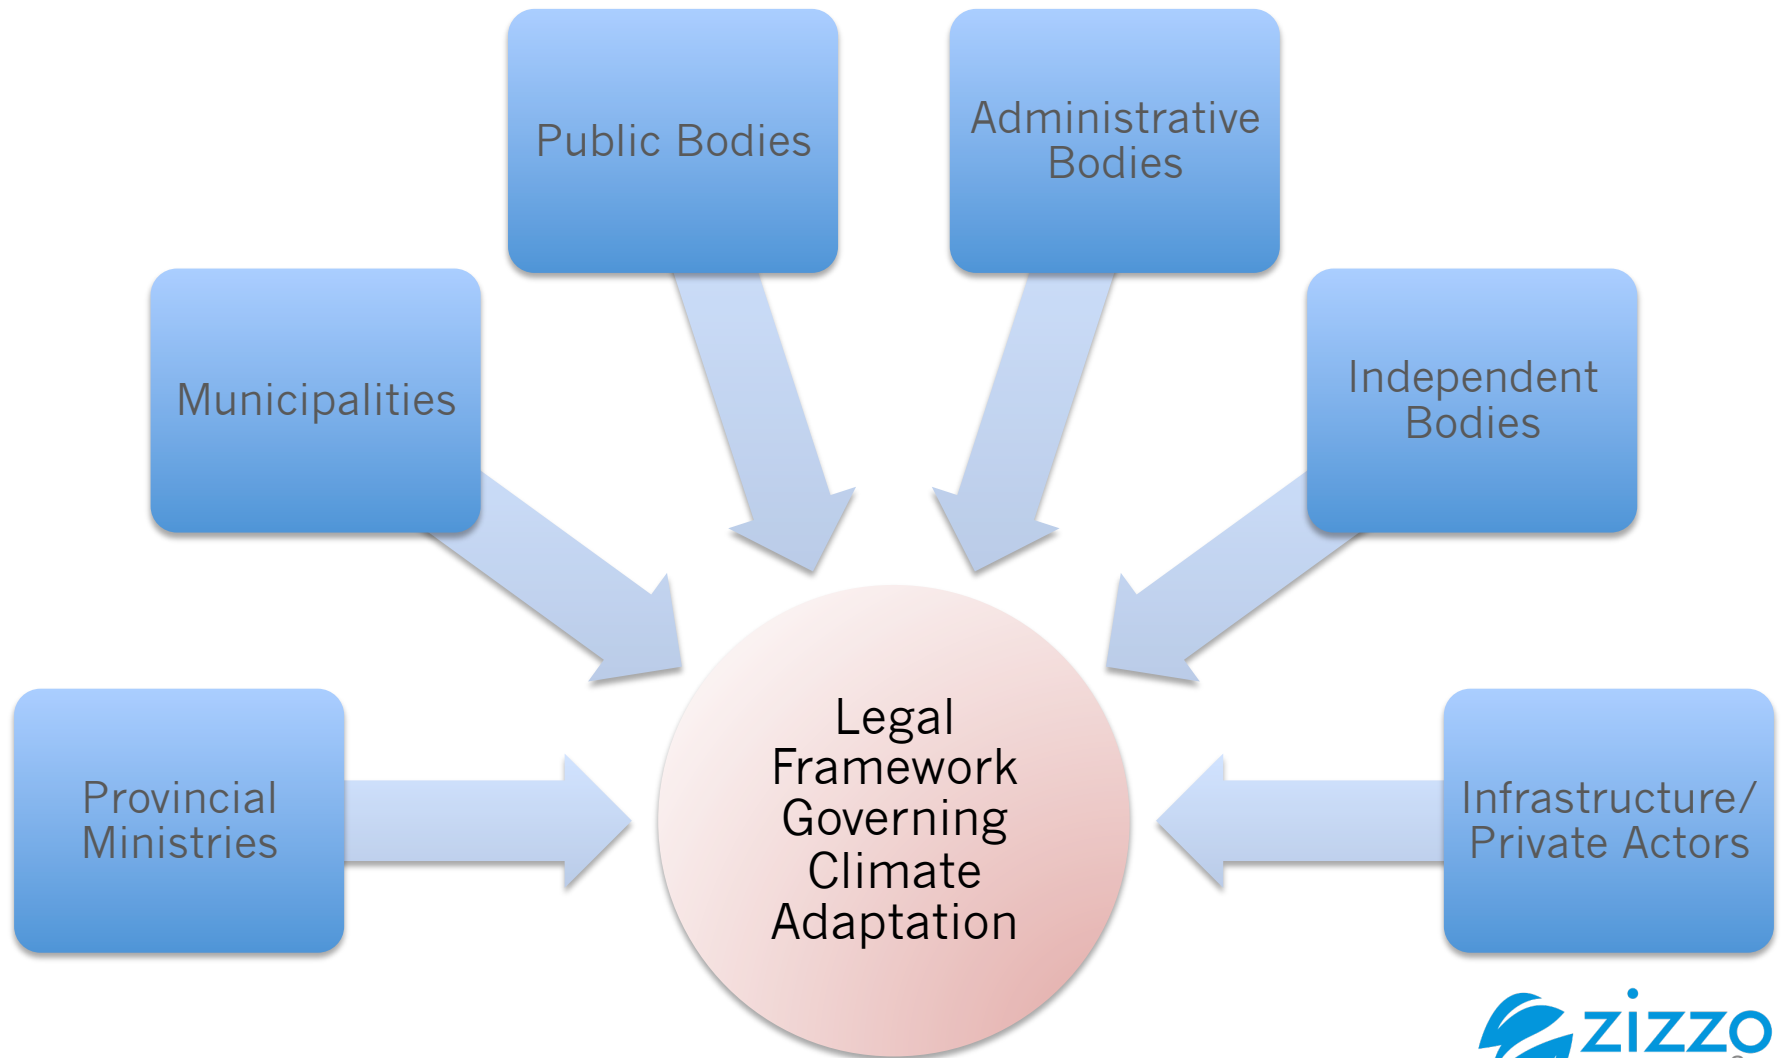 Public Bodies
Administrative
Bodies
Municipalities
Independent
Bodies
Provincial
Ministries
Legal
Framework
Governing
Climate
Adaptation
Infrastructure/
Private Actors
zizzo